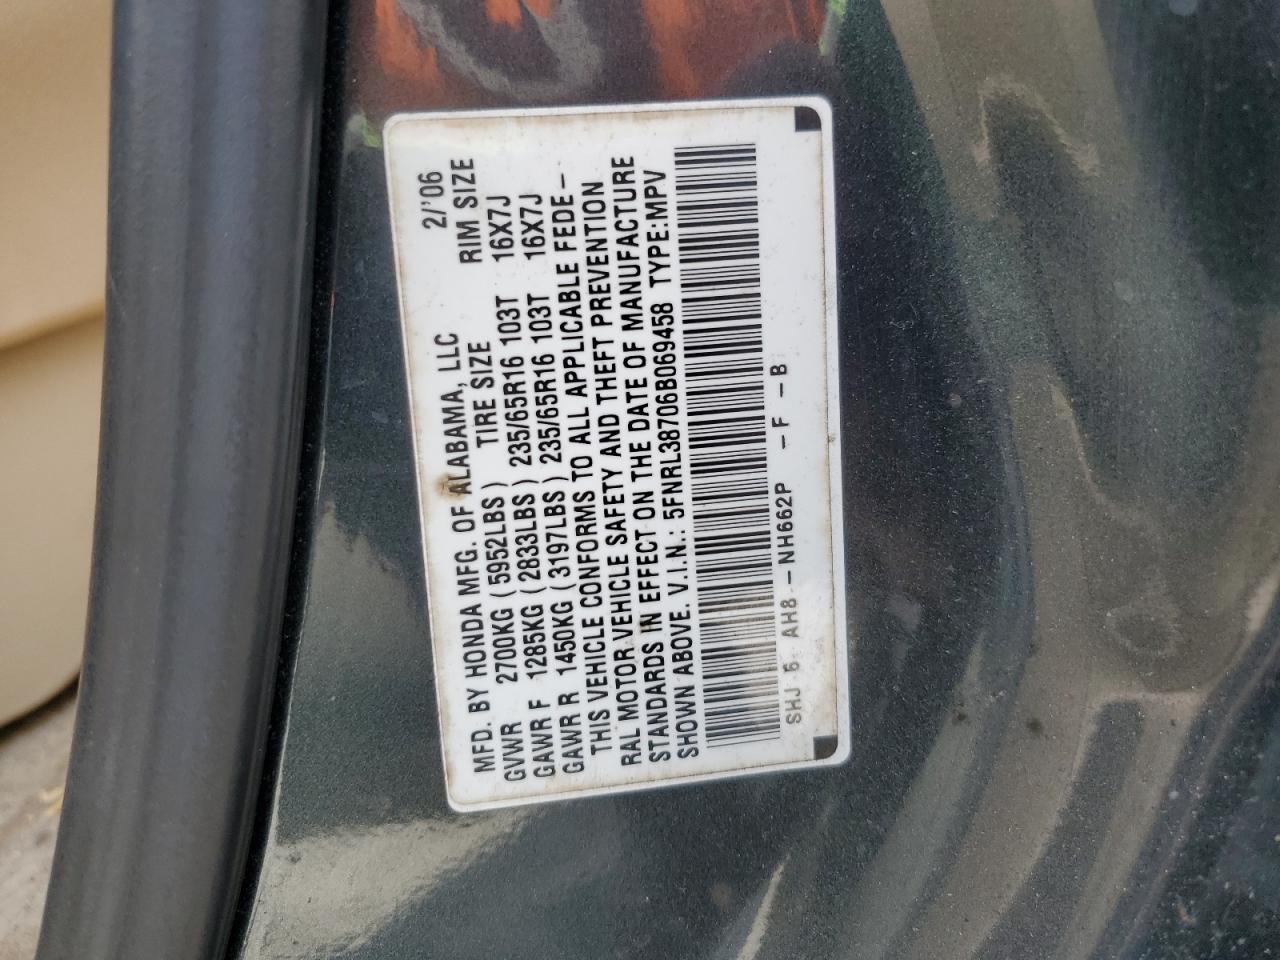 MFD. BY HONDA MFG. OF ALABAMA, LLC 2/'06
GVWR 2700KG (5952LBS) TIRE SIZE RIM SIZE
GAWR F 1285KG (2833LBS) 235/65R16 103T 16X7J
GAWR R 1450KG (3197LBS) 235/65R16 103T 16X7J
THIS VEHICLE CONFORMS TO ALL APPLICABLE FEDE-
RAL MOTOR VEHICLE SAFETY AND THEFT PREVENTION
STANDARDS IN EFFECT ON THE DATE OF MANUFACTURE
SHOWN ABOVE. V.I.N.: 5FNRL38706B069458 TYPE:MPV
SHJ 6 AH8 - NH662P - F - B